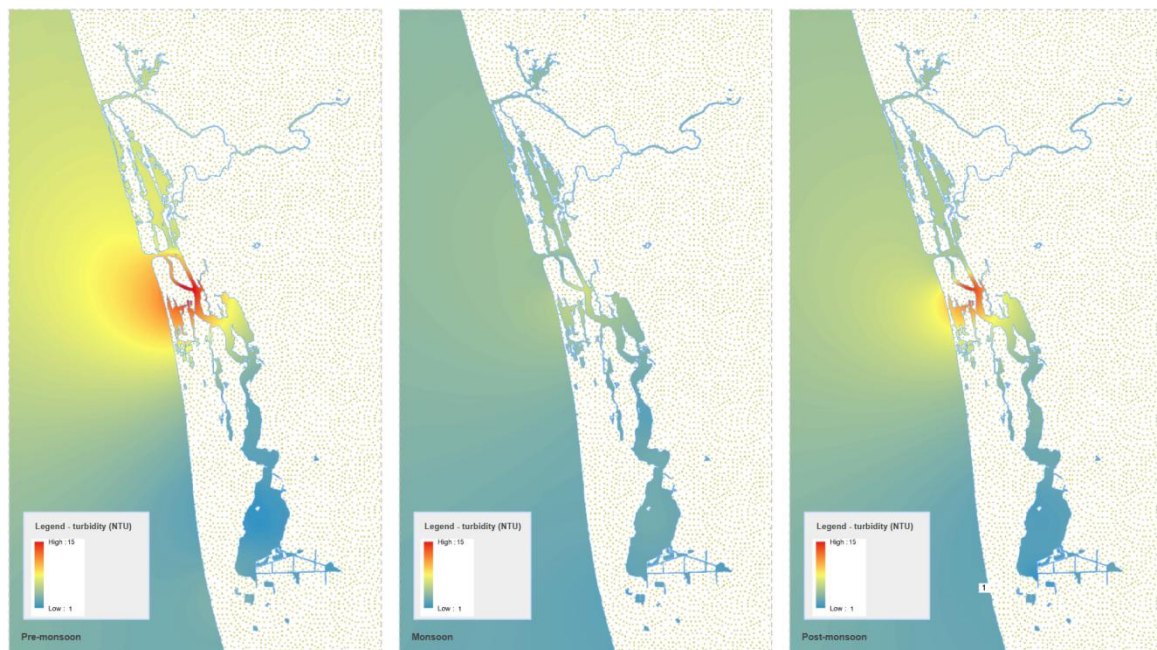 Legend - turbidity (NTU)
High : 15
Low : 1
Pre-monsoon
Legend - turbidity (NTU)
High : 15
Low : 1
Monsoon
1
Legend - turbidity (NTU)
High : 15
Low : 1
Post-monsoon